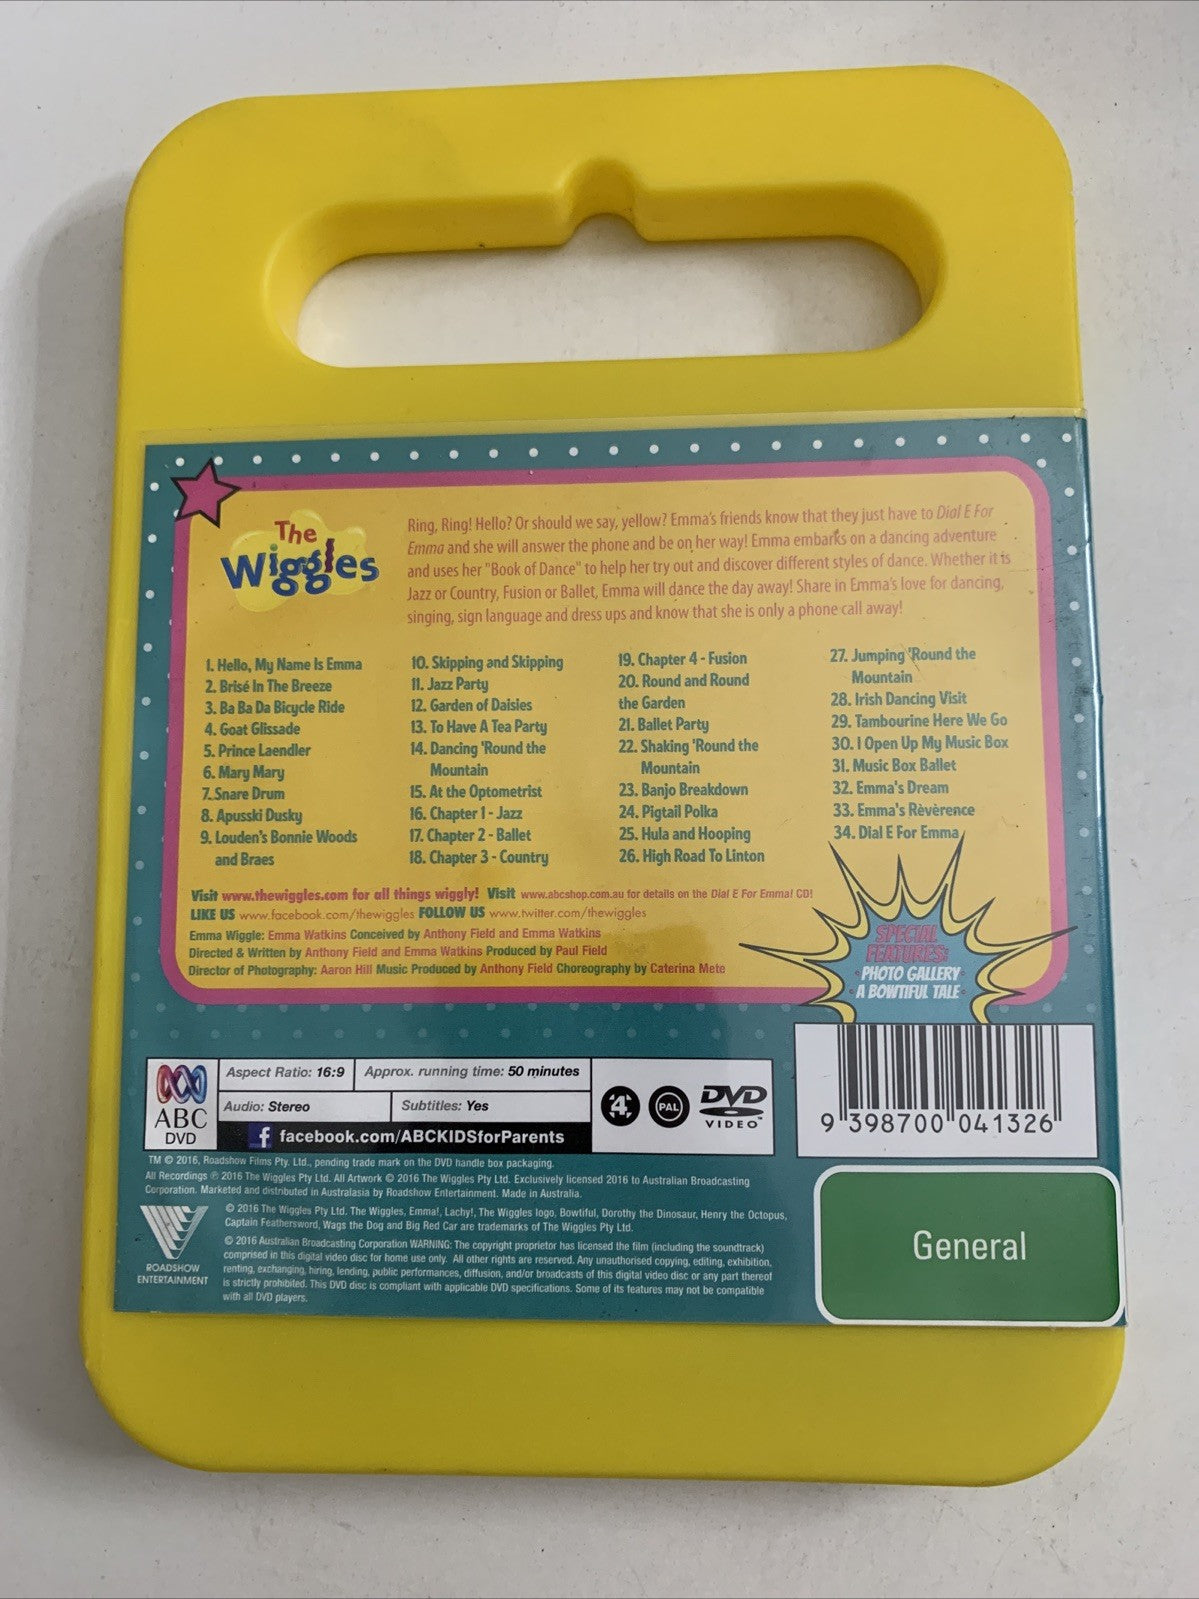 The
Wiggles
Ring, Ring! Hello? Or should we say, yellow? Emma's friends know that they just have to Dial E For
Emma and she will answer the phone and be on her way! Emma embarks on a dancing adventure
and uses her "Book of Dance" to help her try out and discover different styles of dance. Whether it is
Jazz or Country, Fusion or Ballet, Emma will dance the day away! Share in Emma's love for dancing,
singing, sign language and dress ups and know that she is only a phone call away!
1. Hello, My Name Is Emma
2. Brisé In The Breeze
3. Ba Ba Da Bicycle Ride
4. Goat Glissade
5. Prince Laendler
6. Mary Mary
7. Snare Drum
8. Apusski Dusky
9. Louden's Bonnie Woods
and Braes
10. Skipping and Skipping
11. Jazz Party
12. Garden of Daisies
13. To Have A Tea Party
14. Dancing 'Round the
Mountain
15. At the Optometrist
16. Chapter 1 - Jazz
17. Chapter 2 - Ballet
18. Chapter 3 - Country
19. Chapter 4 - Fusion
20. Round and Round
the Garden
21. Ballet Party
22. Shaking 'Round the
Mountain
23. Banjo Breakdown
24. Pigtail Polka
25. Hula and Hooping
26. High Road To Linton
27. Jumping 'Round the
Mountain
28. Irish Dancing Visit
29. Tambourine Here We Go
30. I Open Up My Music Box
31. Music Box Ballet
32. Emma's Dream
33. Emma's Rèvèrence
34. Dial E For Emma
Visit www.thewiggles.com for all things wiggly! Visit www.abcshop.com.au for details on the Dial E For Emma! CD!
LIKE US www.facebook.com/thewiggles FOLLOW US www.twitter.com/thewiggles
Emma Wiggle: Emma Watkins Conceived by Anthony Field and Emma Watkins
Directed & Written by Anthony Field and Emma Watkins Produced by Paul Field
Director of Photography: Aaron Hill Music Produced by Anthony Field Choreography by Caterina Mete
SPECIAL
FEATURES:
· PHOTO GALLERY
· A BOWTIFUL TALE
ABC
DVD
Aspect Ratio: 16:9
Approx. running time: 50 minutes
Audio: Stereo
Subtitles: Yes
f facebook.com/ABCKIDSforParents
4
PAL
DVD
VIDEO™
9 398700 041326
TM © 2016, Roadshow Films Pty. Ltd., pending trade mark on the DVD handle box packaging.
All Recordings ℗ 2016 The Wiggles Pty Ltd. All Artwork © 2016 The Wiggles Pty Ltd. Exclusively licensed 2016 to Australian Broadcasting
Corporation. Marketed and distributed in Australasia by Roadshow Entertainment. Made in Australia.
ROADSHOW
ENTERTAINMENT
© 2016 The Wiggles Pty Ltd. The Wiggles, Emma!, Lachy!, The Wiggles logo, Bowtiful, Dorothy the Dinosaur, Henry the Octopus,
Captain Feathersword, Wags the Dog and Big Red Car are trademarks of The Wiggles Pty Ltd.
© 2016 Australian Broadcasting Corporation WARNING: The copyright proprietor has licensed the film (including the soundtrack)
comprised in this digital video disc for home use only. All other rights are reserved. Any unauthorised copying, editing, exhibition,
renting, exchanging, hiring, lending, public performances, diffusion, and/or broadcasts of this digital video disc or any part thereof
is strictly prohibited. This DVD disc is compliant with applicable DVD specifications. Some of its features may not be compatible
with all DVD players.
General